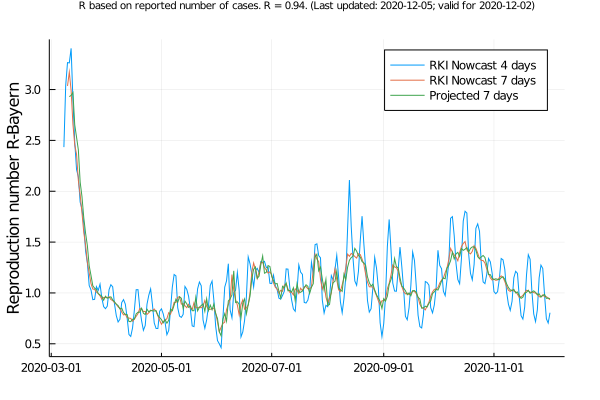 R based on reported number of cases. R = 0.94. (Last updated: 2020-12-05; valid for 2020-12-02)
RKI Nowcast 4 days
RKI Nowcast 7 days
Projected 7 days
Reproduction number R-Bayern
3.0
2.5
2.0
1.5
1.0
0.5
2020-03-01
2020-05-01
2020-07-01
2020-09-01
2020-11-01